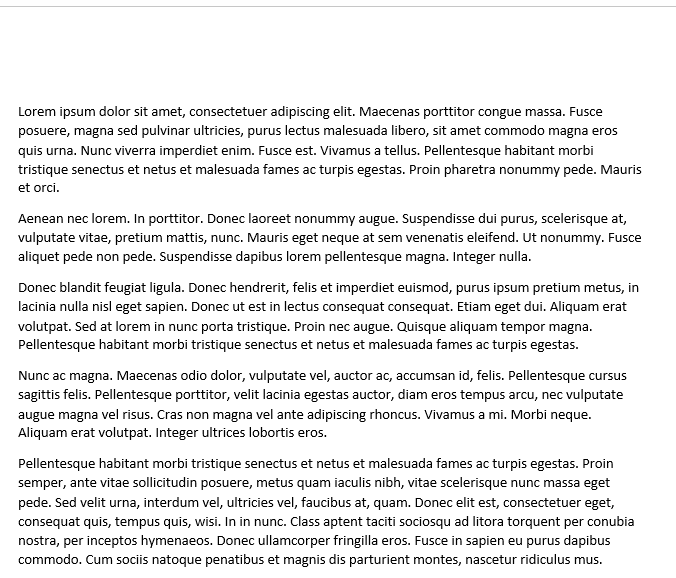 Lorem ipsum dolor sit amet, consectetuer adipiscing elit. Maecenas porttitor congue massa. Fusce
posuere, magna sed pulvinar ultricies, purus lectus malesuada libero, sit amet commodo magna eros
quis urna. Nunc viverra imperdiet enim. Fusce est. Vivamus a tellus. Pellentesque habitant morbi
tristique senectus et netus et malesuada fames ac turpis egestas. Proin pharetra nonummy pede. Mauris
et orci.
Aenean nec lorem. In porttitor. Donec laoreet nonummy augue. Suspendisse dui purus, scelerisque at,
vulputate vitae, pretium mattis, nunc. Mauris eget neque at sem venenatis eleifend. Ut nonummy. Fusce
aliquet pede non pede. Suspendisse dapibus lorem pellentesque magna. Integer nulla.
Donec blandit feugiat ligula. Donec hendrerit, felis et imperdiet euismod, purus ipsum pretium metus, in
lacinia nulla nisl eget sapien. Donec ut est in lectus consequat consequat. Etiam eget dui. Aliquam erat
volutpat. Sed at lorem in nunc porta tristique. Proin nec augue. Quisque aliquam tempor magna.
Pellentesque habitant morbi tristique senectus et netus et malesuada fames ac turpis egestas.
Nunc ac magna. Maecenas odio dolor, vulputate vel, auctor ac, accumsan id, felis. Pellentesque cursus
sagittis felis. Pellentesque porttitor, velit lacinia egestas auctor, diam eros tempus arcu, nec vulputate
augue magna vel risus. Cras non magna vel ante adipiscing rhoncus. Vivamus a mi. Morbi neque.
Aliquam erat volutpat. Integer ultrices lobortis eros.
Pellentesque habitant morbi tristique senectus et netus et malesuada fames ac turpis egestas. Proin
semper, ante vitae sollicitudin posuere, metus quam iaculis nibh, vitae scelerisque nunc massa eget
pede. Sed velit urna, interdum vel, ultricies vel, faucibus at, quam. Donec elit est, consectetuer eget,
consequat quis, tempus quis, wisi. In in nunc. Class aptent taciti sociosqu ad litora torquent per conubia
nostra, per inceptos hymenaeos. Donec ullamcorper fringilla eros. Fusce in sapien eu purus dapibus
commodo. Cum sociis natoque penatibus et magnis dis parturient montes, nascetur ridiculus mus.